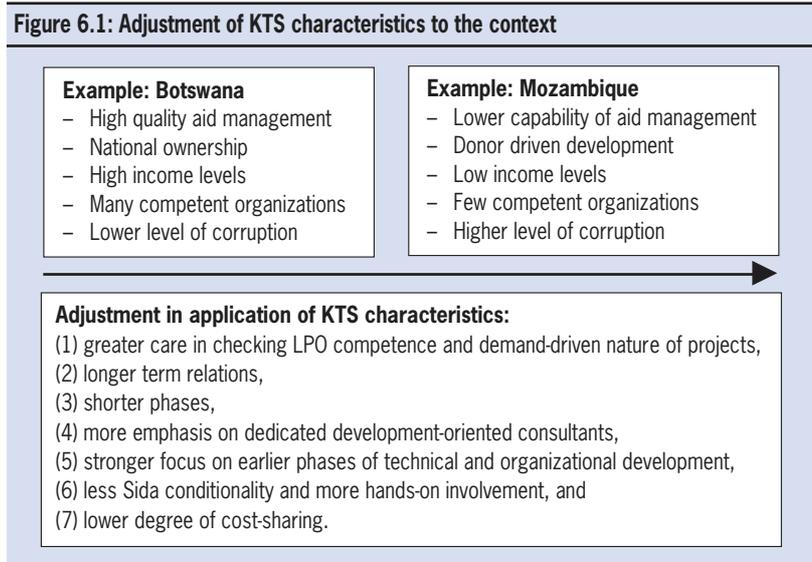 Figure 6.1: Adjustment of KTS characteristics to the context
Example: Botswana
– High quality aid management
– National ownership
– High income levels
– Many competent organizations
– Lower level of corruption
Example: Mozambique
– Lower capability of aid management
– Donor driven development
– Low income levels
– Few competent organizations
– Higher level of corruption
Adjustment in application of KTS characteristics:
(1) greater care in checking LPO competence and demand-driven nature of projects,
(2) longer term relations,
(3) shorter phases,
(4) more emphasis on dedicated development-oriented consultants,
(5) stronger focus on earlier phases of technical and organizational development,
(6) less Sida conditionality and more hands-on involvement, and
(7) lower degree of cost-sharing.